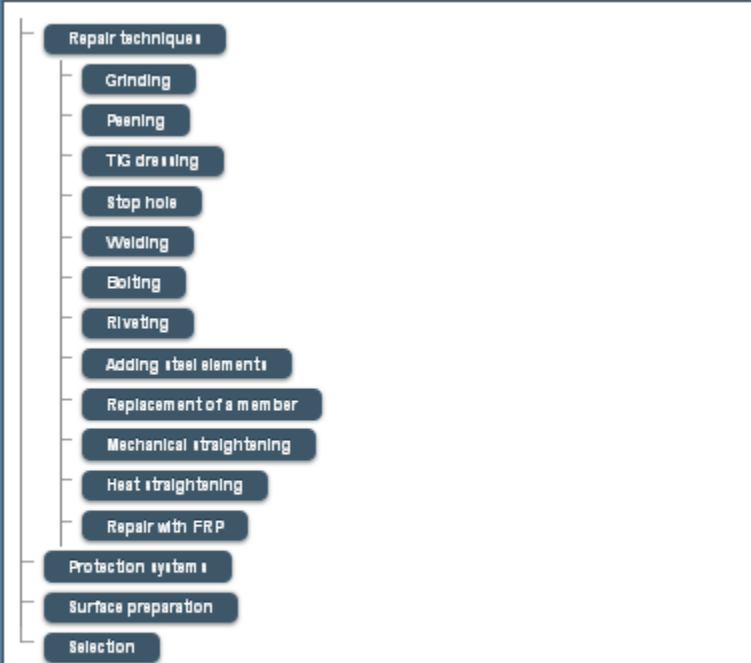 Repair techniques
Grinding
Peening
TIG dressing
Stop hole
Welding
Bolting
Riveting
Adding steel elements
Replacement of a member
Mechanical straightening
Heat straightening
Repair with FRP
Protection systems
Surface preparation
Selection